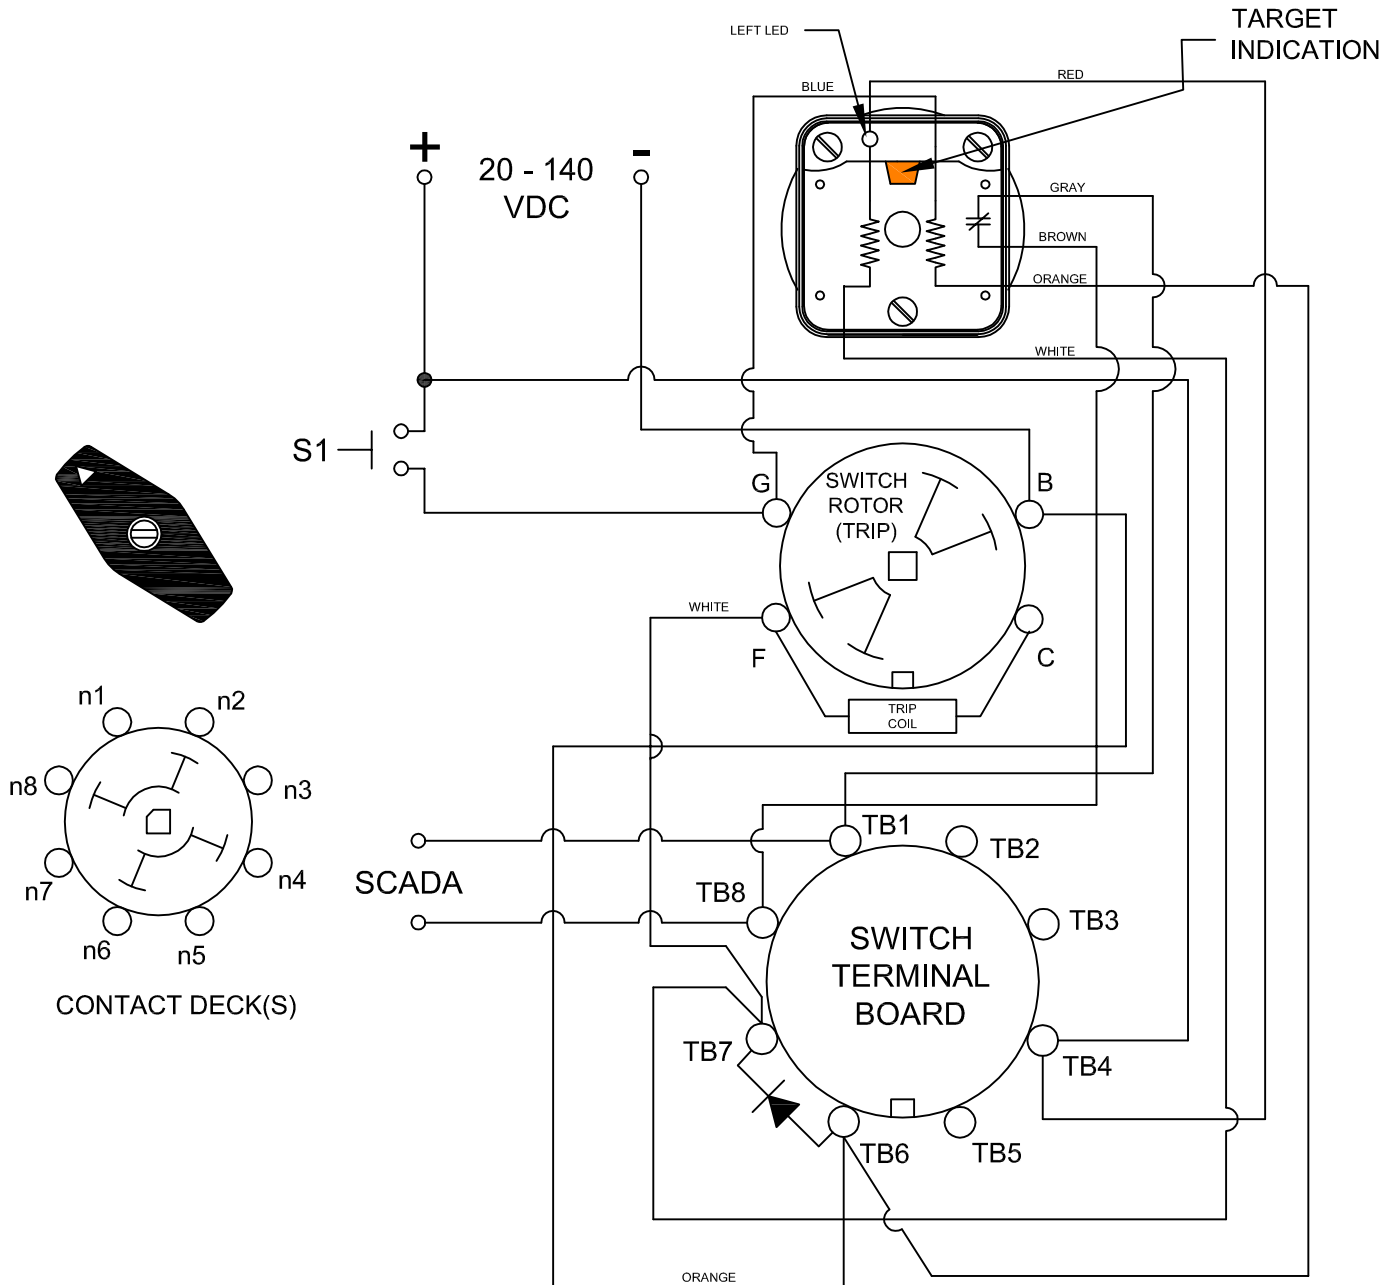 TARGET
INDICATION
LEFT LED
RED
BLUE
+
20 - 140
VDC
-
GRAY
BROWN
ORANGE
WHITE
S1
G
SWITCH
ROTOR
(TRIP)
B
WHITE
F
C
TRIP
COIL
n1
n2
n8
n3
n7
n4
n6
n5
CONTACT DECK(S)
SCADA
TB1
TB2
TB8
TB3
SWITCH
TERMINAL
BOARD
TB7
TB4
TB6
TB5
ORANGE